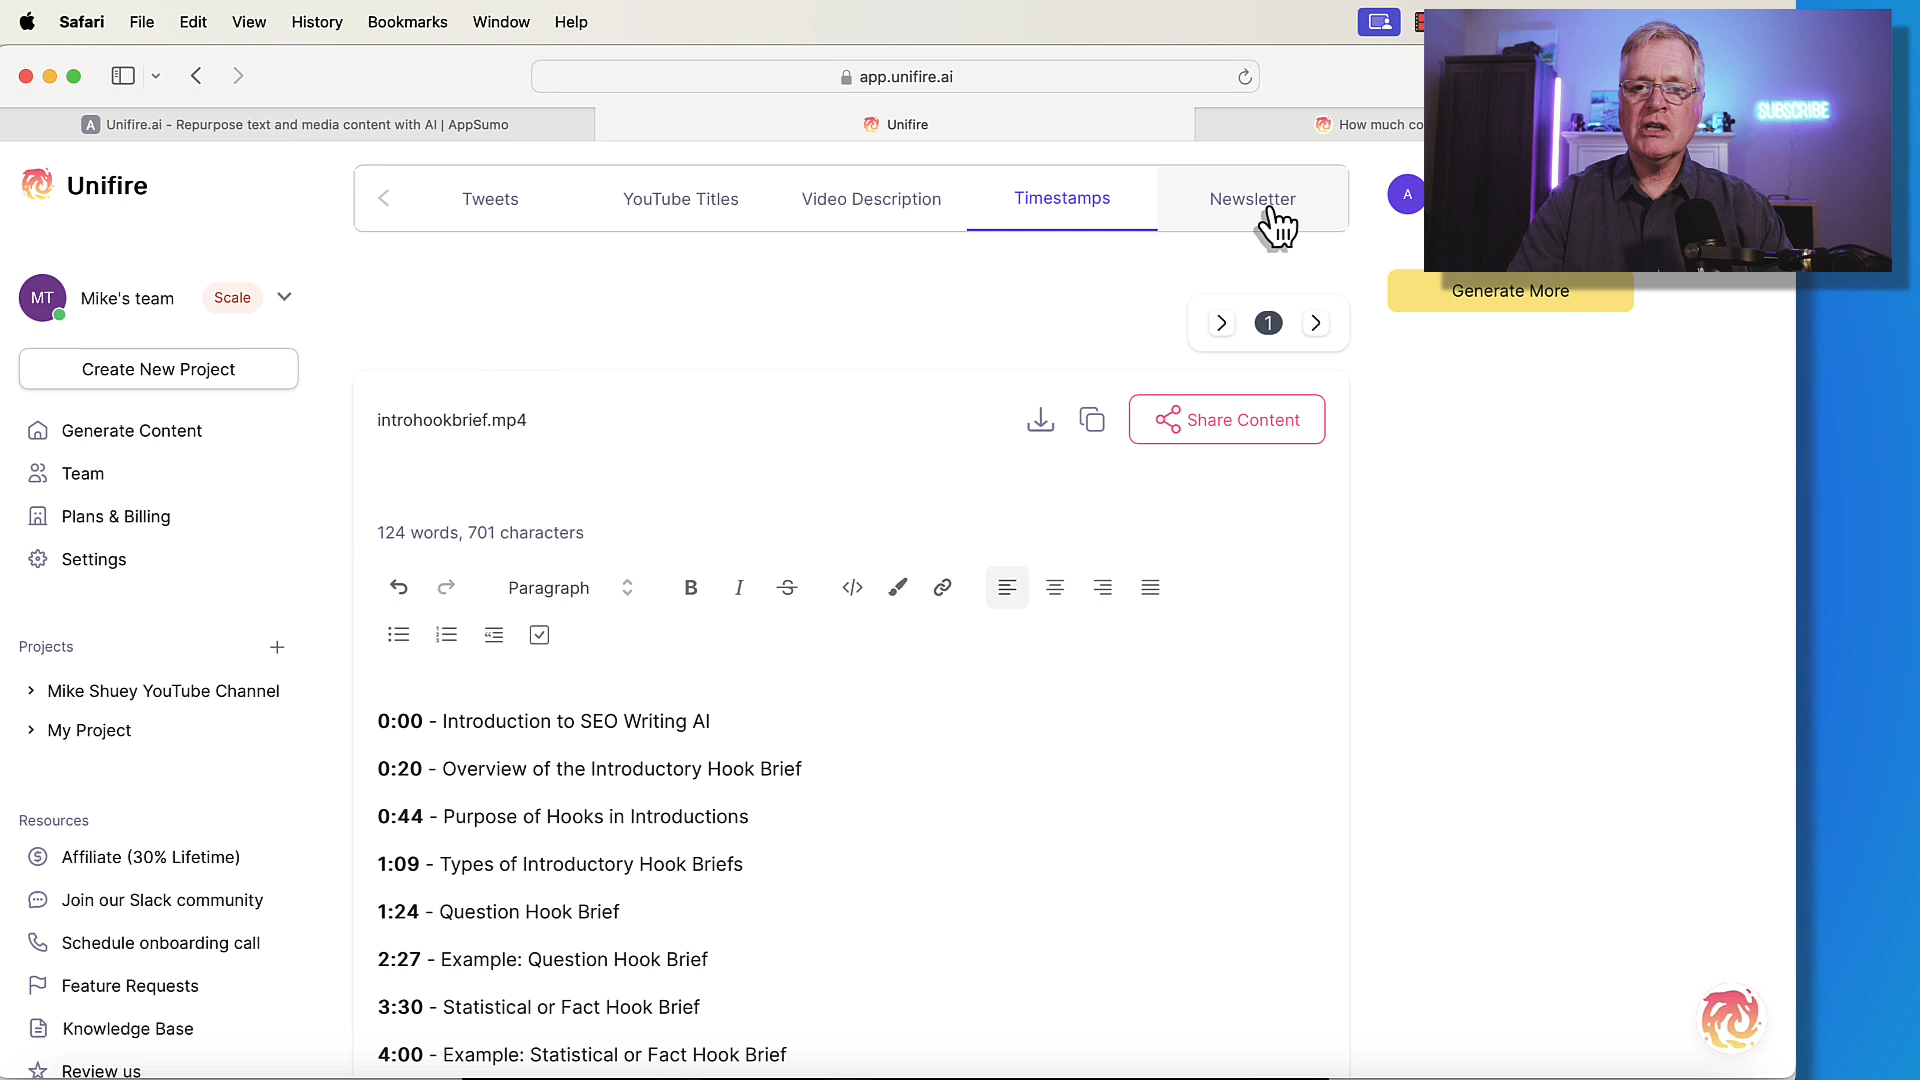 Safari File Edit View History Bookmarks Window Help
app.unifire.ai
A Unifire.ai - Repurpose text and media content with AI | AppSumo
Unifire
How much co
SUBSCRIBE
Unifire
Tweets
YouTube Titles
Video Description
Timestamps
Newsletter
A
MT
Mike's team
Scale
Generate More
1
Create New Project
introhookbrief.mp4
Share Content
Generate Content
Team
Plans & Billing
Settings
124 words, 701 characters
Paragraph
B I S
Projects
Mike Shuey YouTube Channel
My Project
0:00 - Introduction to SEO Writing AI
0:20 - Overview of the Introductory Hook Brief
0:44 - Purpose of Hooks in Introductions
1:09 - Types of Introductory Hook Briefs
1:24 - Question Hook Brief
2:27 - Example: Question Hook Brief
3:30 - Statistical or Fact Hook Brief
4:00 - Example: Statistical or Fact Hook Brief
Resources
Affiliate (30% Lifetime)
Join our Slack community
Schedule onboarding call
Feature Requests
Knowledge Base
Review us